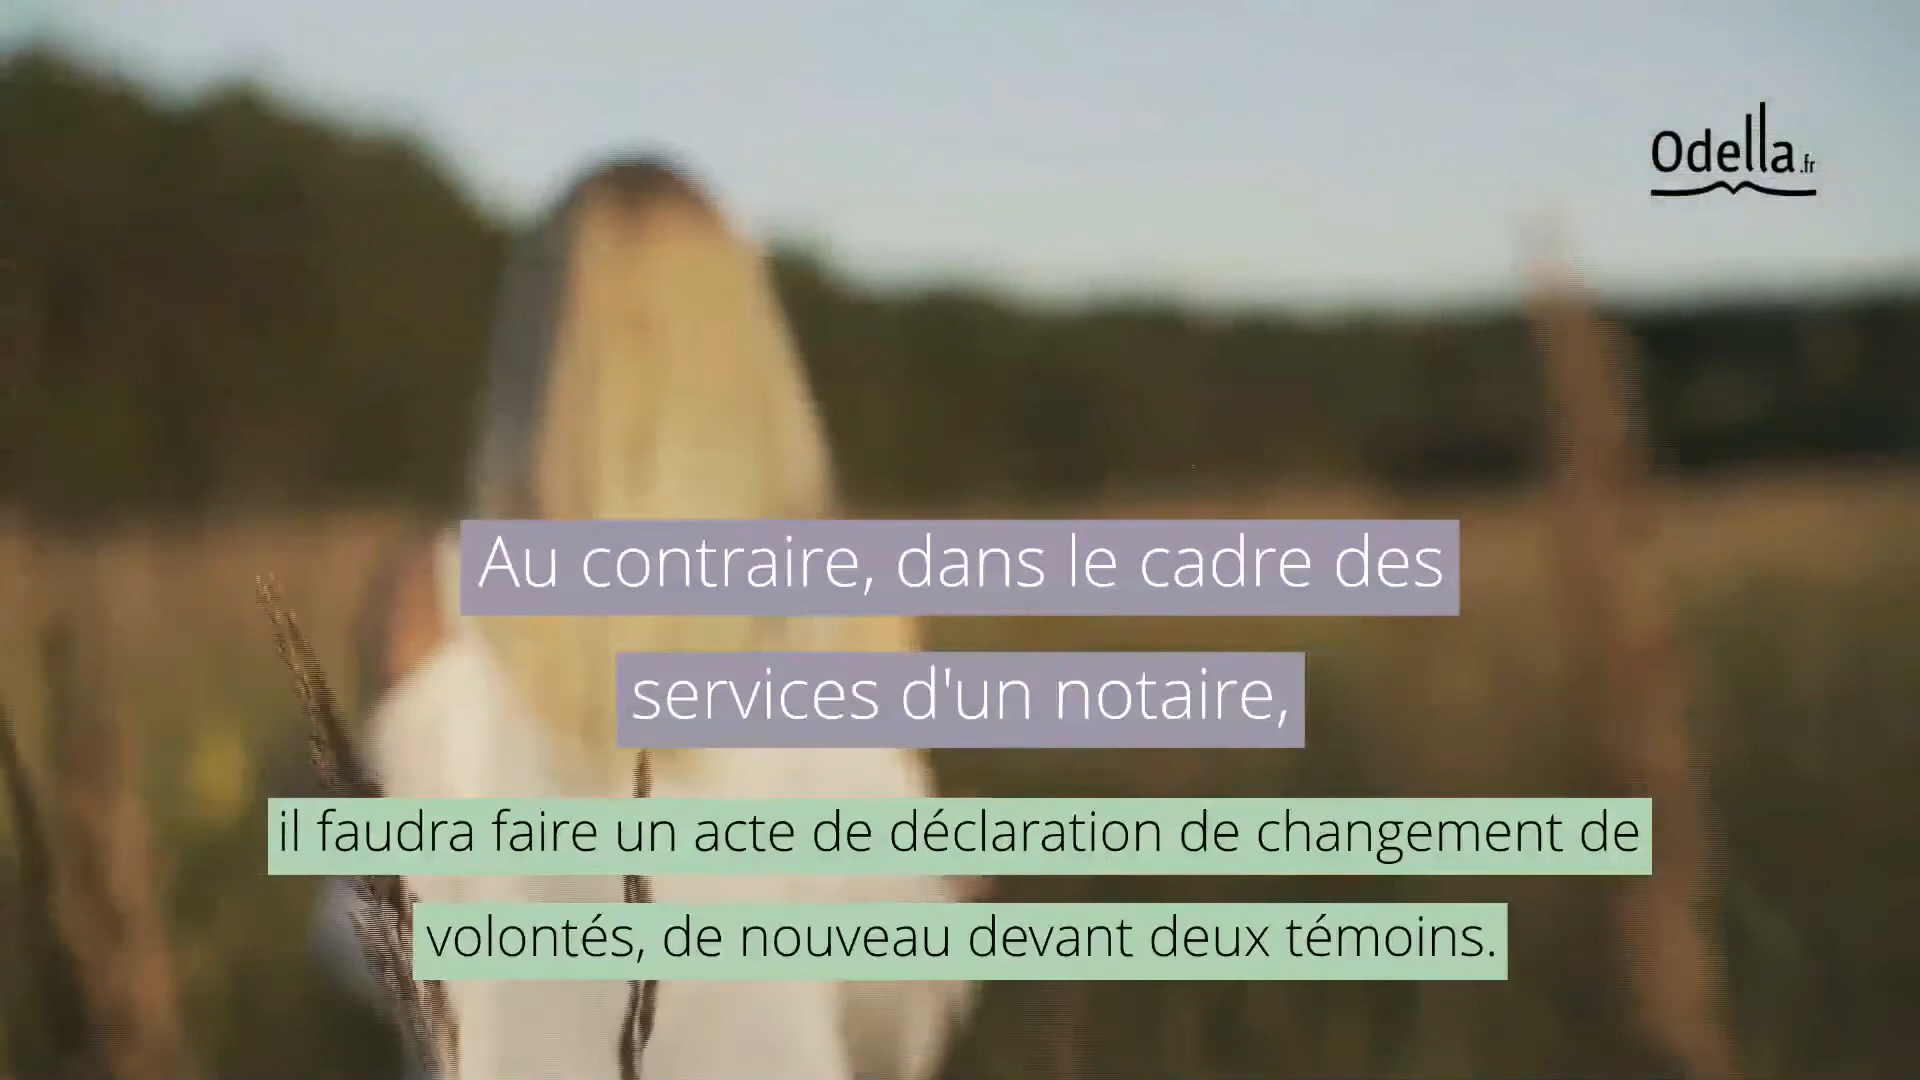 Odella.fr
Au contraire, dans le cadre des
services d'un notaire,
il faudra faire un acte de déclaration de changement de
volontés, de nouveau devant deux témoins.